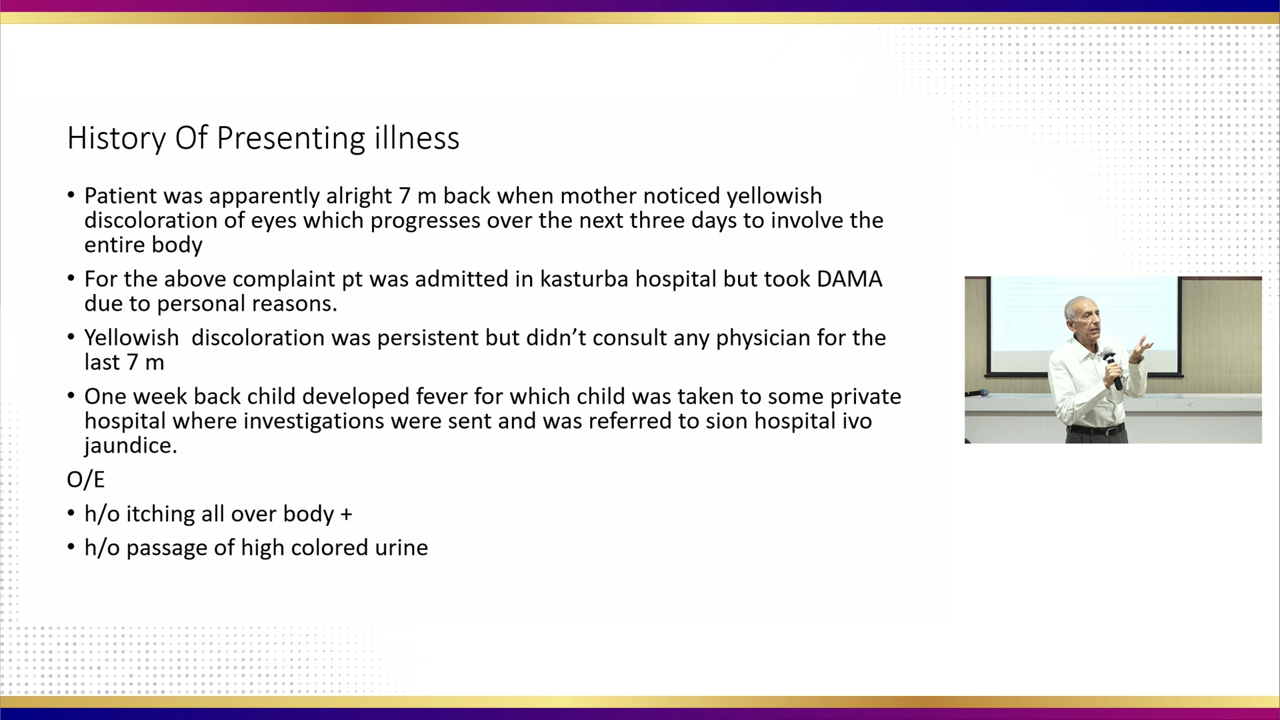 History Of Presenting illness
• Patient was apparently alright 7 m back when mother noticed yellowish
discoloration of eyes which progresses over the next three days to involve the
entire body
• For the above complaint pt was admitted in kasturba hospital but took DAMA
due to personal reasons.
• Yellowish  discoloration was persistent but didn’t consult any physician for the
last 7 m
• One week back child developed fever for which child was taken to some private
hospital where investigations were sent and was referred to sion hospital ivo
jaundice.
O/E
• h/o itching all over body +
• h/o passage of high colored urine